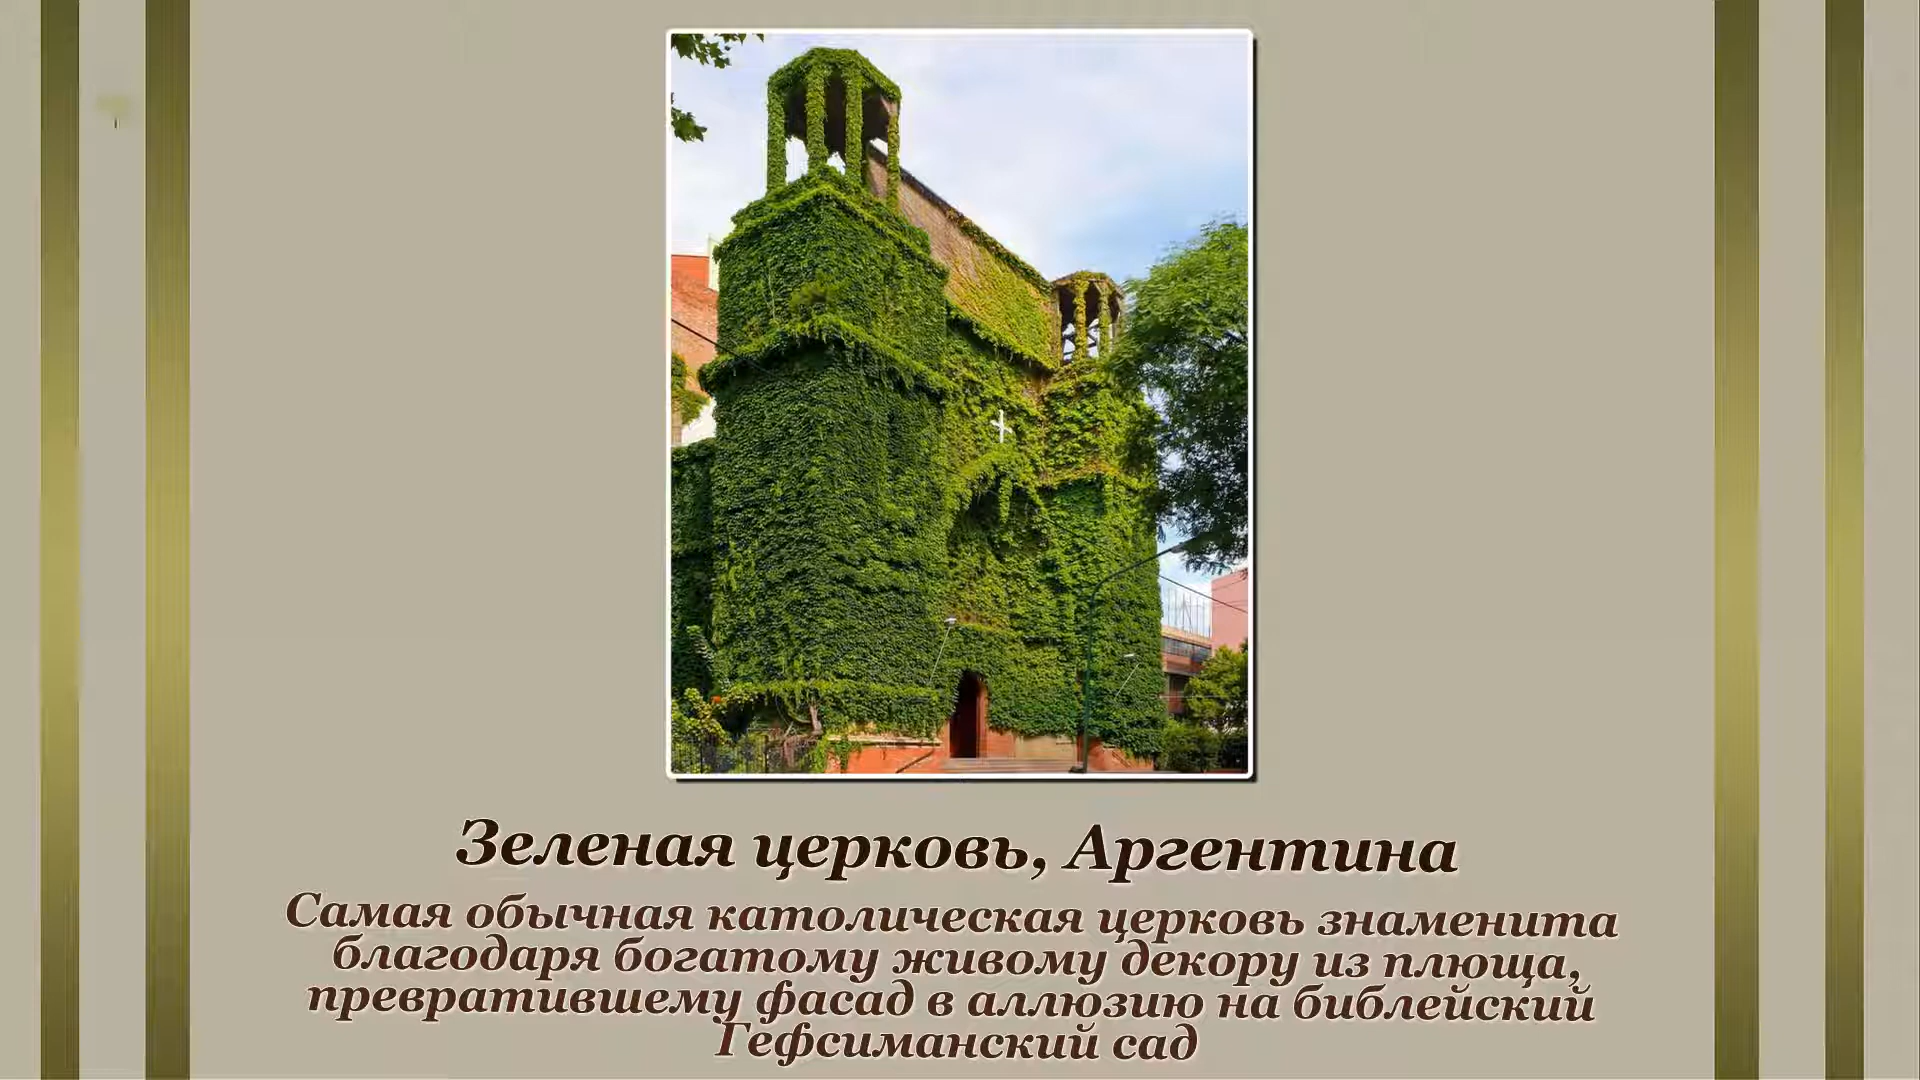 Зеленая церковь, Аргентина
Самая обычная католическая церковь знаменита
благодаря богатому живому декору из плюща,
превратившему фасад в аллюзию на библейский
Гефсиманский сад